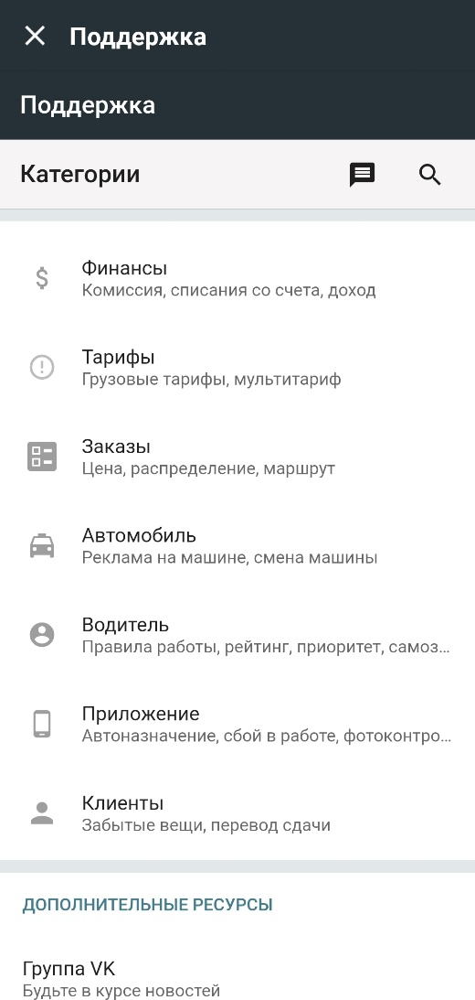 Поддержка
Поддержка
Категории
Финансы
Комиссия, списания со счета, доход
Тарифы
Грузовые тарифы, мультитариф
Заказы
Цена, распределение, маршрут
Автомобиль
Реклама на машине, смена машины
Водитель
Правила работы, рейтинг, приоритет, самоз...
Приложение
Автоназначение, сбой в работе, фотоконтро...
Клиенты
Забытые вещи, перевод сдачи
ДОПОЛНИТЕЛЬНЫЕ РЕСУРСЫ
Группа VK
Будьте в курсе новостей